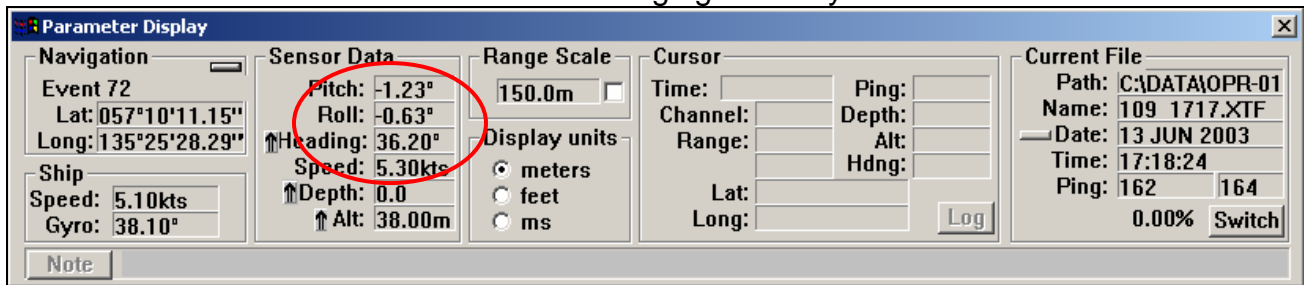 Parameter Display
Navigation
Event 72
Lat: 057°10'11.15"
Long: 135°25'28.29"
Ship
Speed: 5.10kts
Gyro: 38.10°
Sensor Data
Pitch: -1.23°
Roll: -0.63°
Heading: 36.20°
Speed: 5.30kts
Depth: 0.0
Alt: 38.00m
Range Scale
150.0m
Display units
meters
feet
ms
Cursor
Time:
Channel:
Range:
Lat:
Long:
Ping:
Depth:
Alt:
Hdng:
Log
Current File
Path: C:\DATA\OPR-01
Name: 109_1717.XTF
Date: 13 JUN 2003
Time: 17:18:24
Ping: 162 164
0.00% Switch
Note